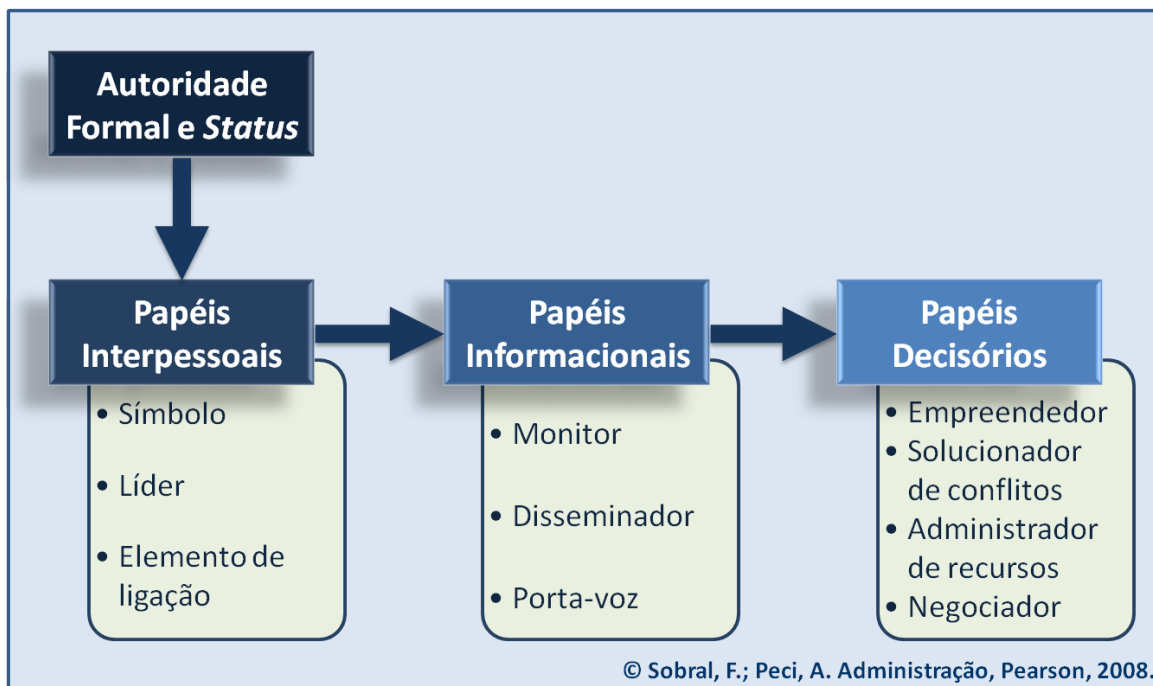 Autoridade
Formal e Status
Papéis
Interpessoais
• Símbolo
• Líder
• Elemento de
ligação
Papéis
Informacionais
• Monitor
• Disseminador
• Porta-voz
Papéis
Decisórios
• Empreendedor
• Solucionador
de conflitos
• Administrador
de recursos
• Negociador
© Sobral, F.; Peci, A. Administração, Pearson, 2008.